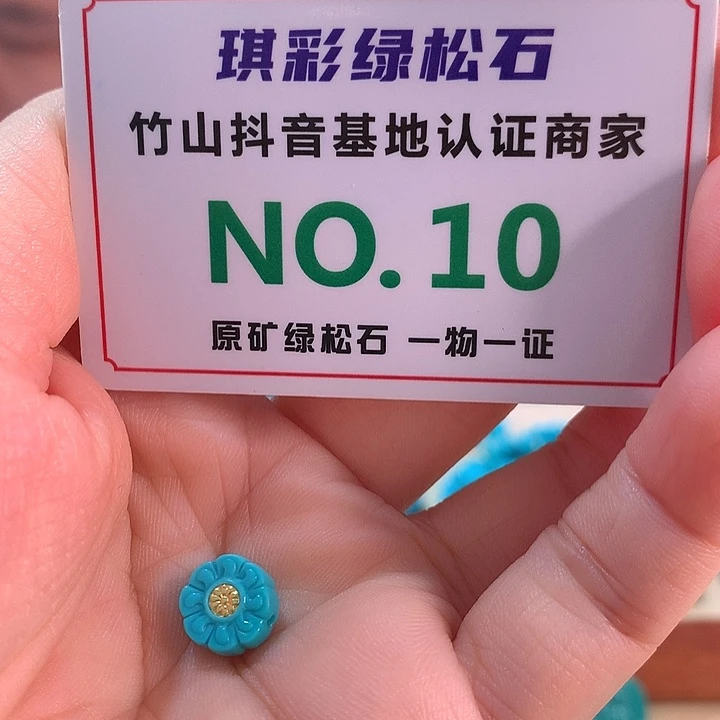 琪彩绿松石
竹山抖音基地认证商家
NO.10
原矿绿松石 一物一证